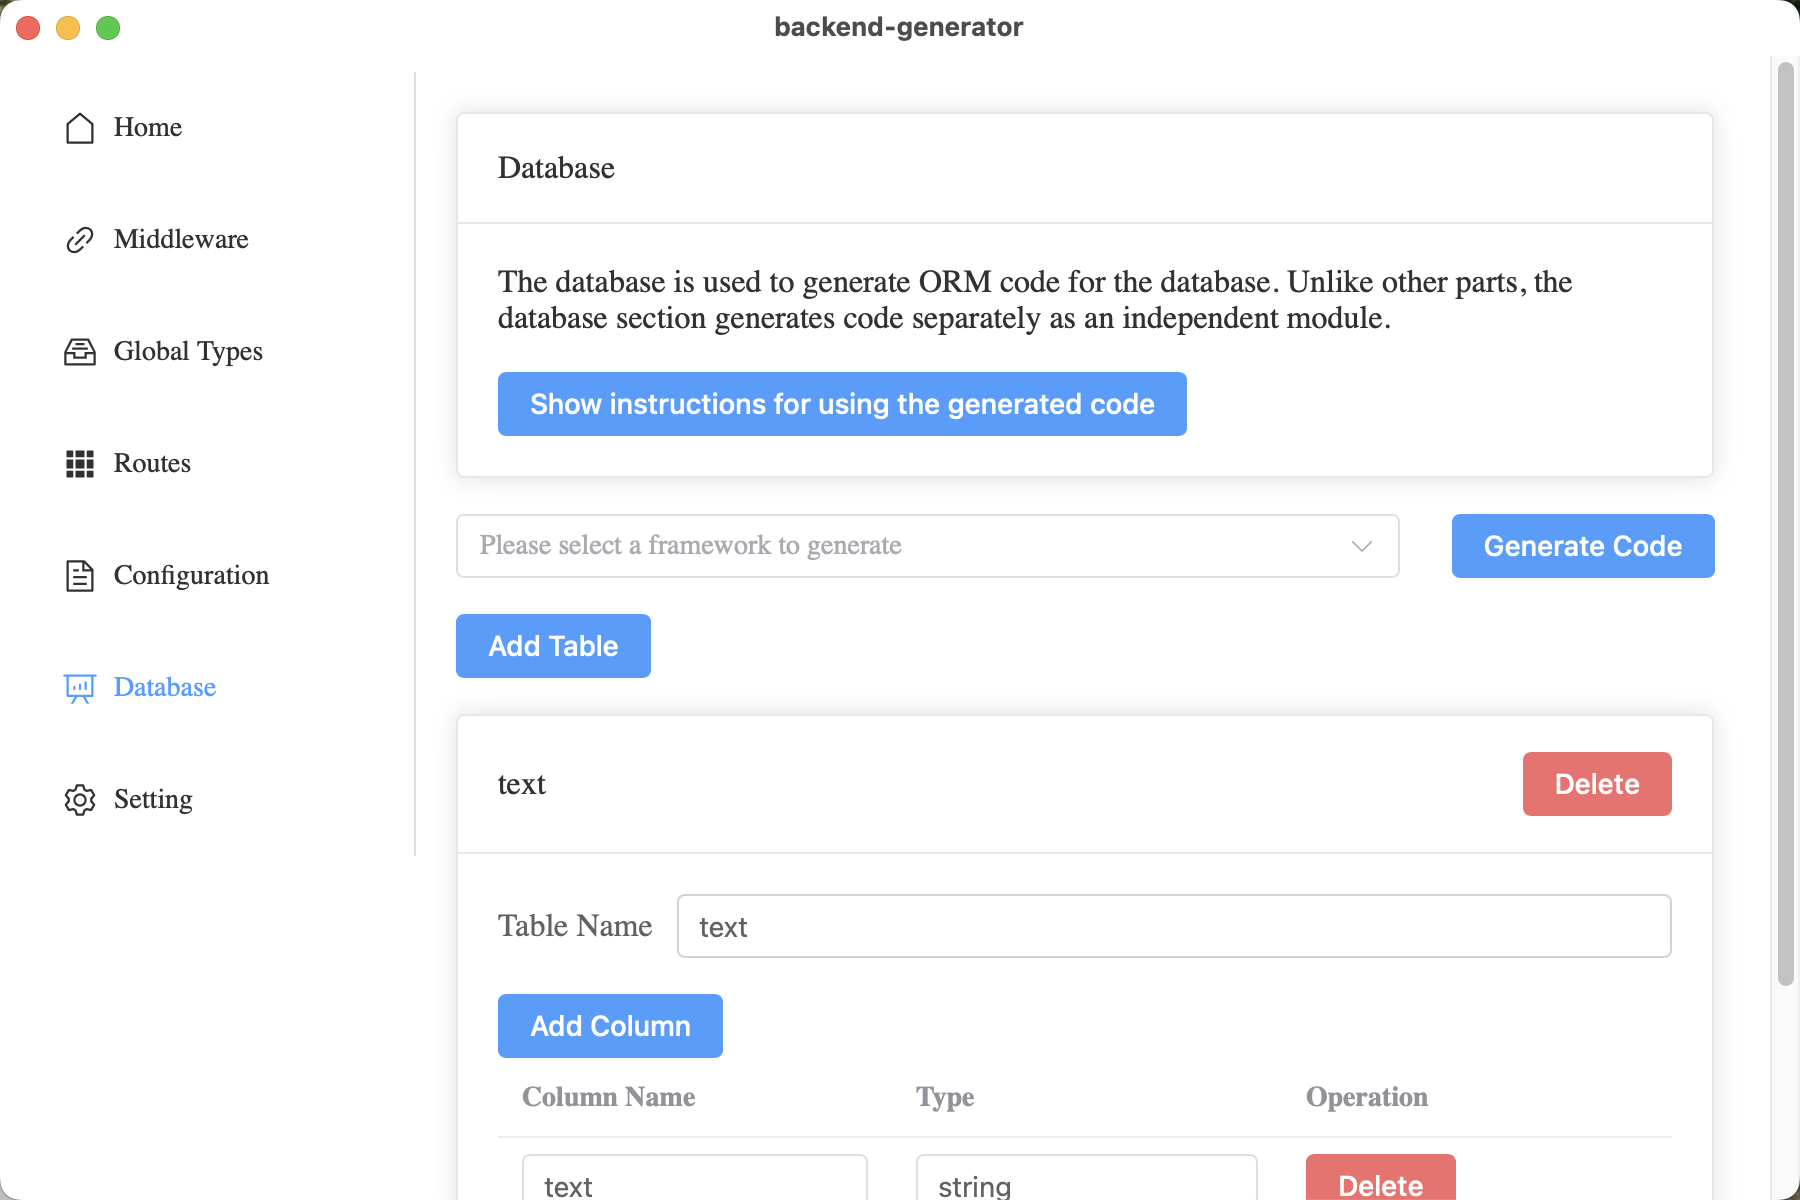 backend-generator
Home
Middleware
Global Types
Routes
Configuration
Database
Setting
Database
The database is used to generate ORM code for the database. Unlike other parts, the
database section generates code separately as an independent module.
Show instructions for using the generated code
Please select a framework to generate
Generate Code
Add Table
text
Delete
Table Name
text
Add Column
Column Name
Type
Operation
text
string
Delete